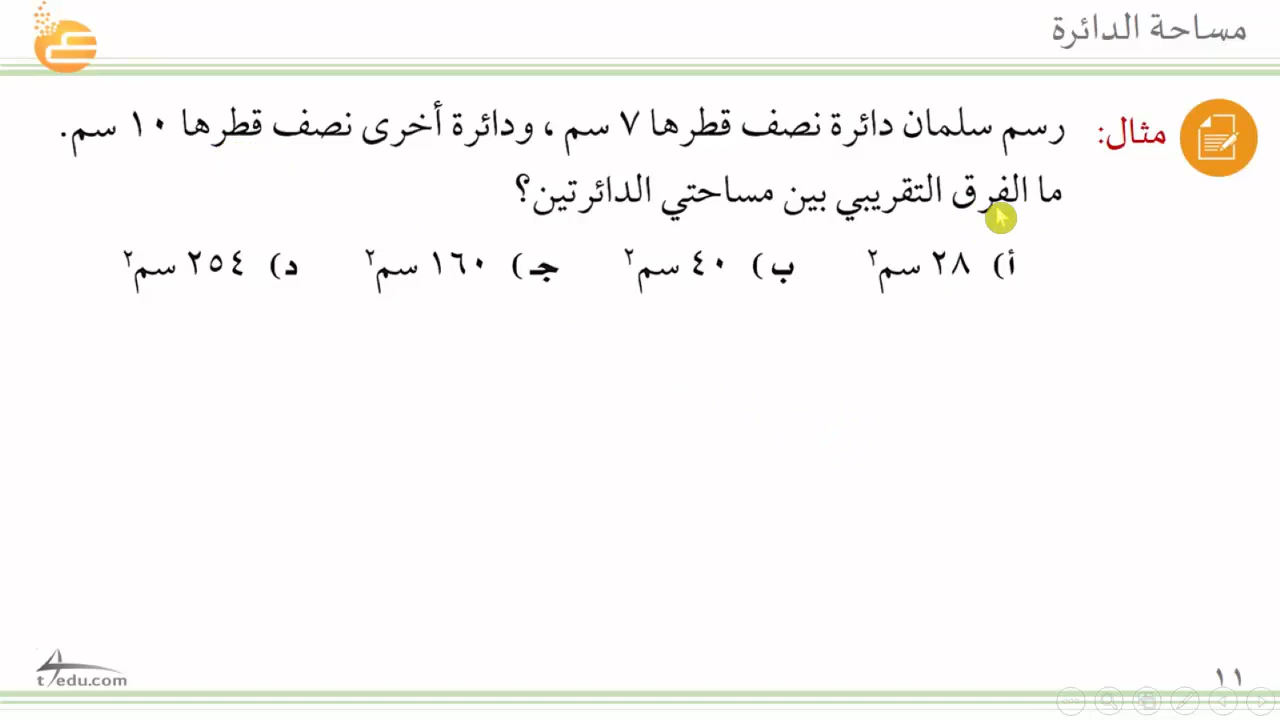 مساحة الدائرة
مثال: رسم سلمان دائرة نصف قطرها ٧ سم ، ودائرة أخرى نصف قطرها ١٠ سم.
ما الفرق التقريبي بين مساحتي الدائرتين؟
أ) ٢٨ سم٢ ب) ٤٠ سم٢ جـ) ١٦٠ سم٢ د) ٢٥٤ سم٢
t4edu.com
١١